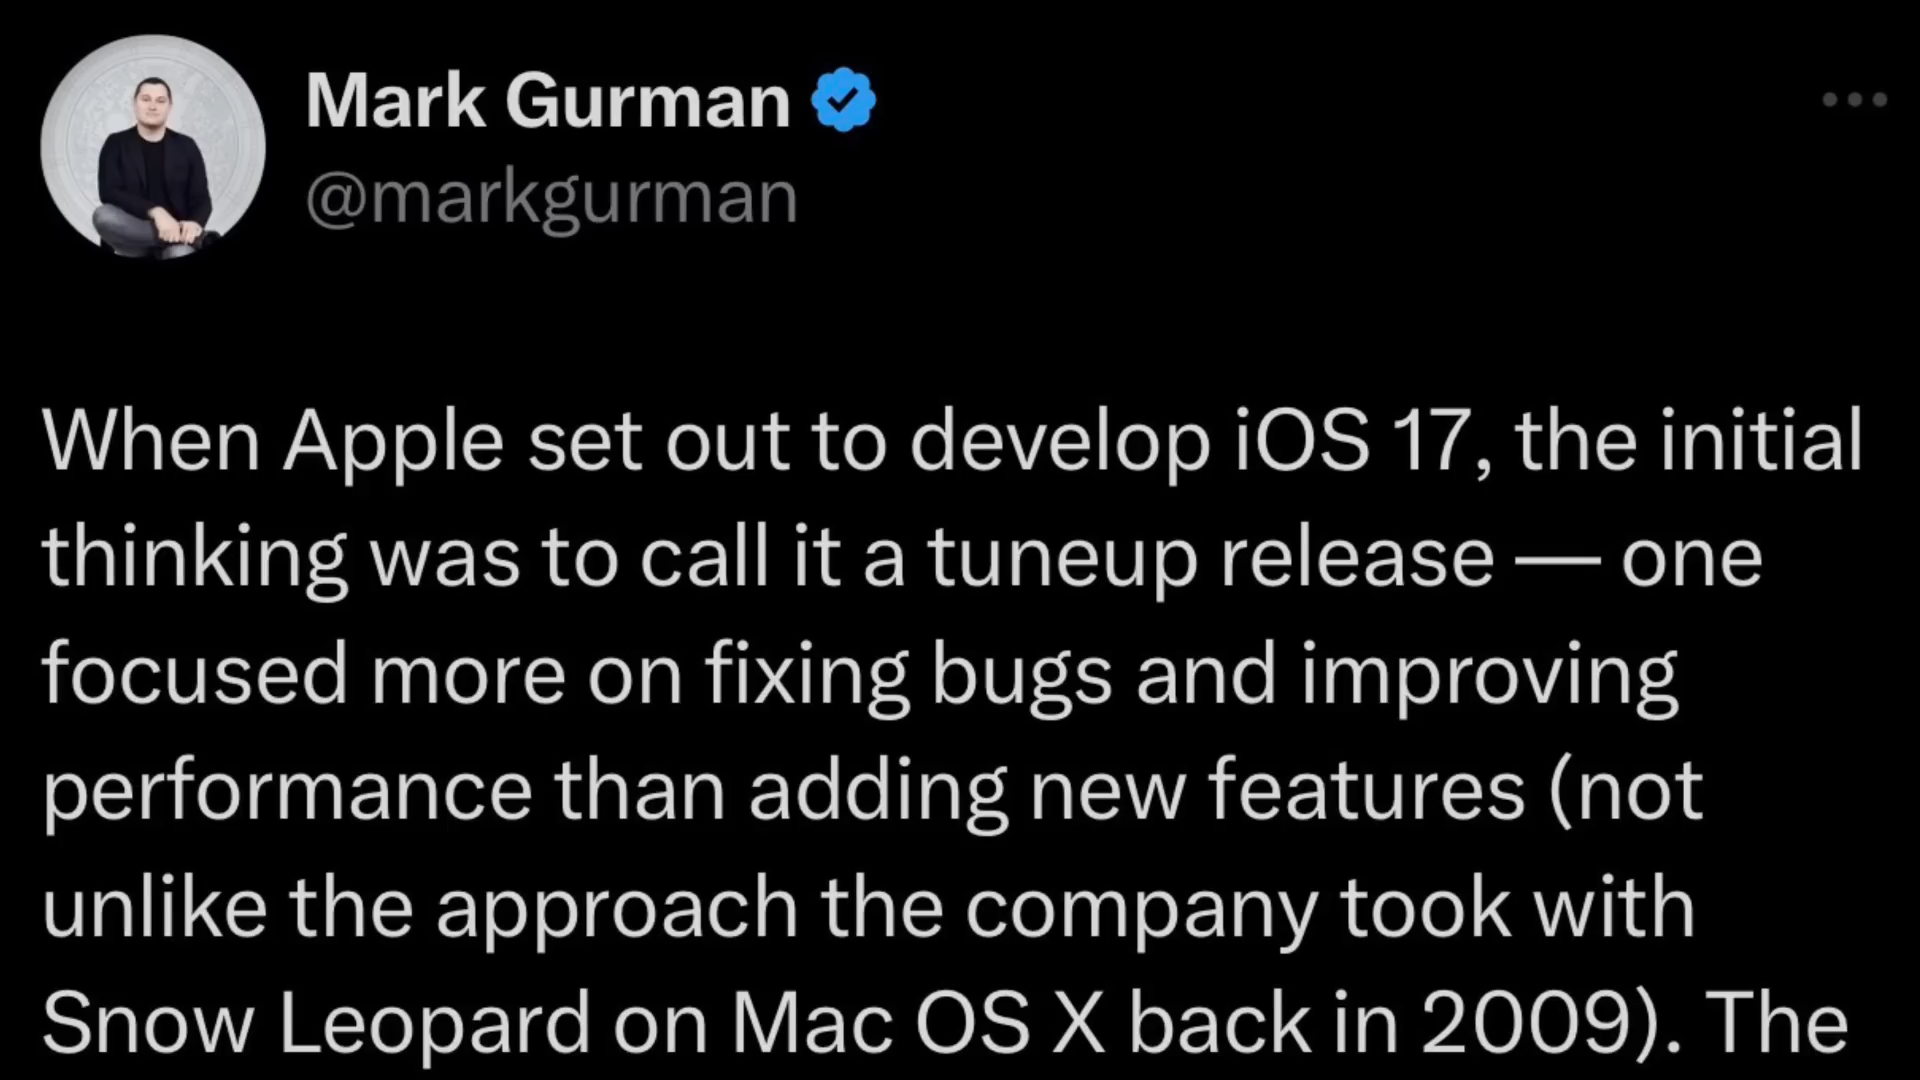 Mark Gurman
@markgurman
When Apple set out to develop iOS 17, the initial
thinking was to call it a tuneup release — one
focused more on fixing bugs and improving
performance than adding new features (not
unlike the approach the company took with
Snow Leopard on Mac OS X back in 2009). The